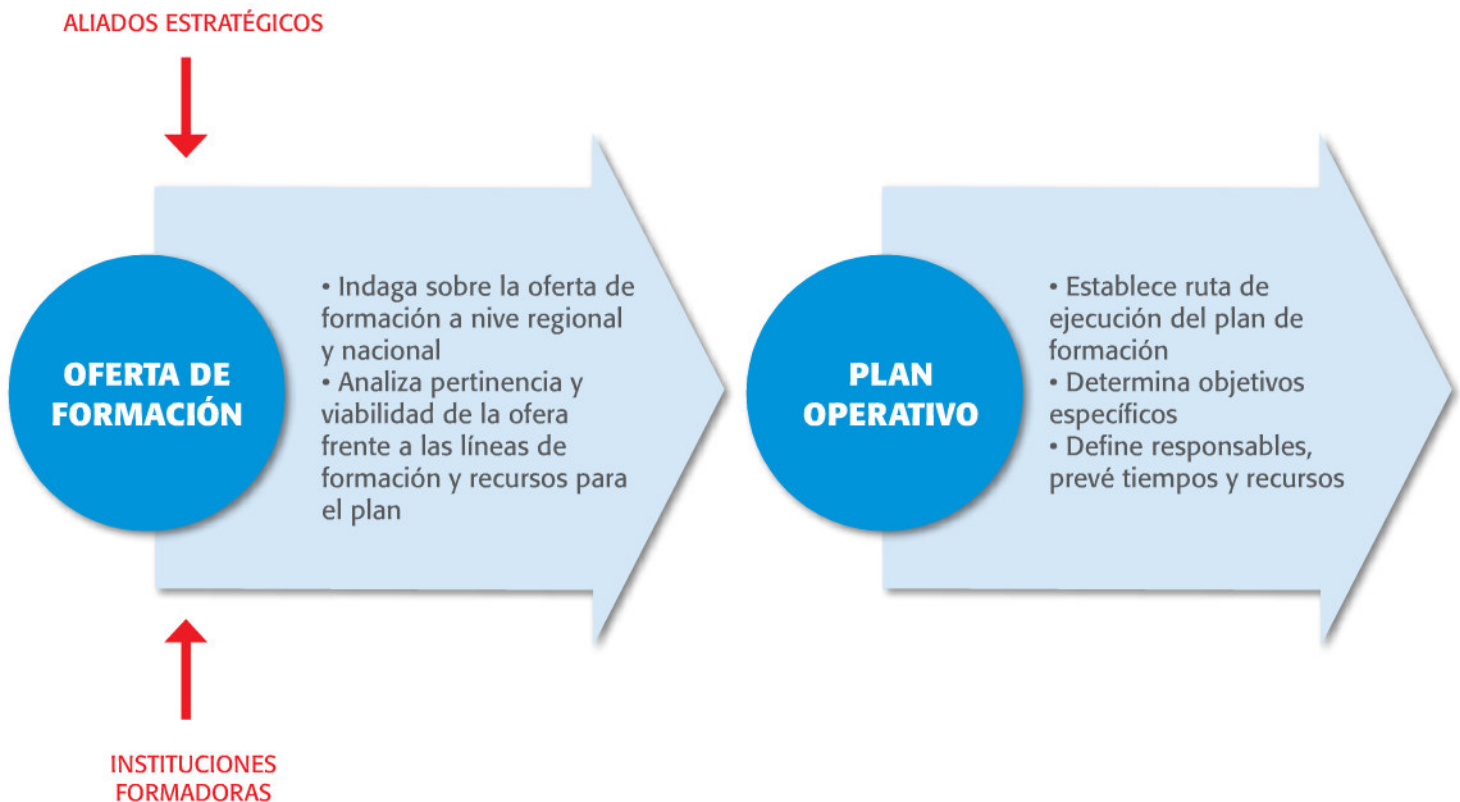 ALIADOS ESTRATÉGICOS
OFERTA DE
FORMACIÓN
• Indaga sobre la oferta de
formación a nive regional
y nacional
• Analiza pertinencia y
viabilidad de la ofera
frente a las líneas de
formación y recursos para
el plan
PLAN
OPERATIVO
• Establece ruta de
ejecución del plan de
formación
• Determina objetivos
específicos
• Define responsables,
prevé tiempos y recursos
INSTITUCIONES
FORMADORAS